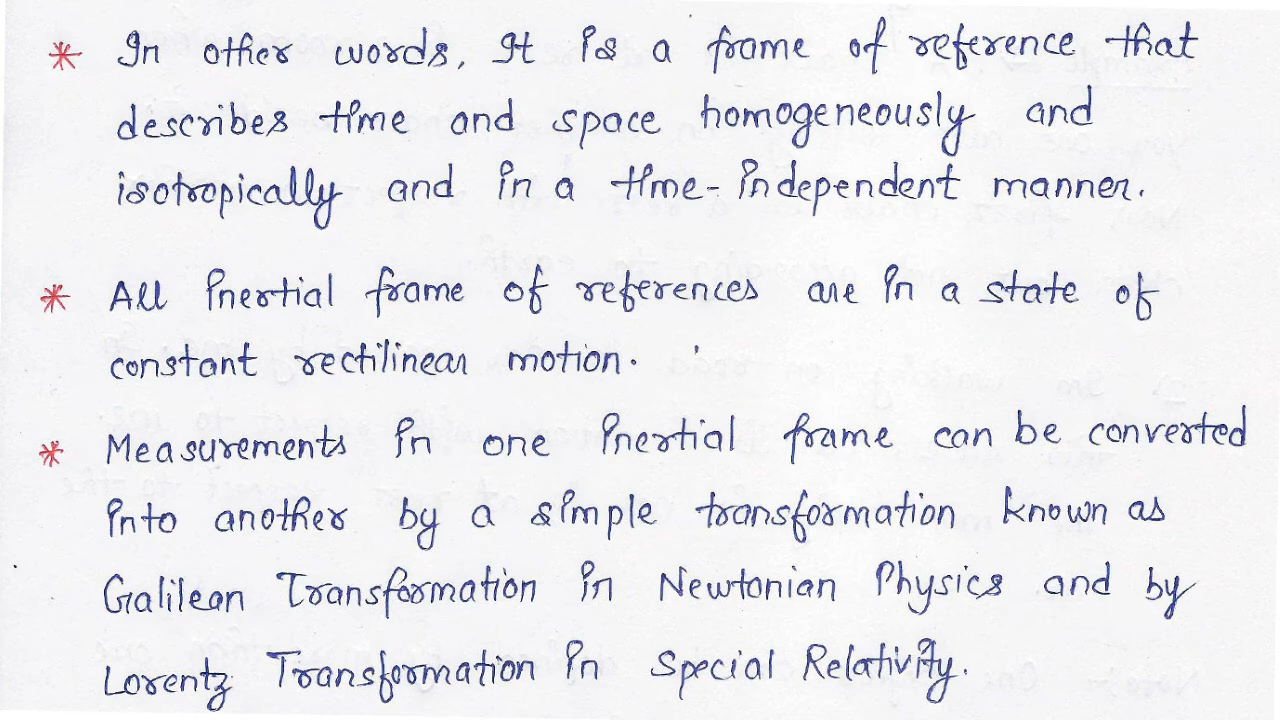 * In other words, It is a frame of reference that
describes time and space homogeneously and
isotropically and in a time-independent manner.
* All inertial frame of references are in a state of
constant rectilinear motion.
* Measurements in one inertial frame can be converted
into another by a simple transformation known as
Galilean Transformation in Newtonian Physics and by
Lorentz Transformation in Special Relativity.